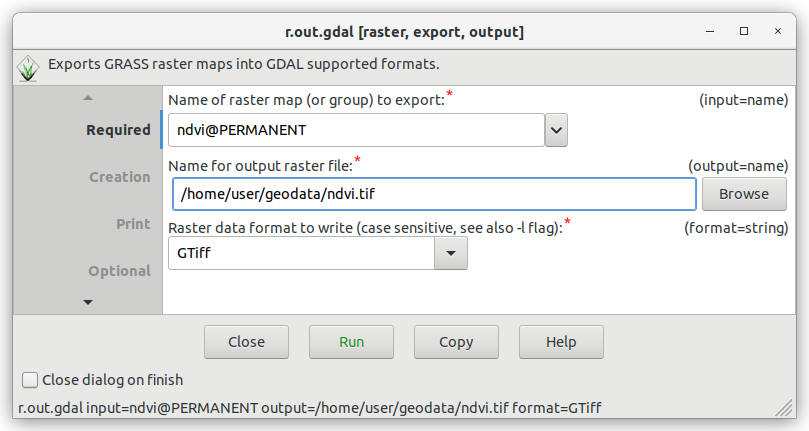 r.out.gdal [raster, export, output]
Exports GRASS raster maps into GDAL supported formats.
Required
Creation
Print
Optional
Name of raster map (or group) to export:* (input=name)
ndvi@PERMANENT
Name for output raster file:* (output=name)
/home/user/geodata/ndvi.tif Browse
Raster data format to write (case sensitive, see also -l flag):* (format=string)
GTiff
Close Run Copy Help
Close dialog on finish
r.out.gdal input=ndvi@PERMANENT output=/home/user/geodata/ndvi.tif format=GTiff